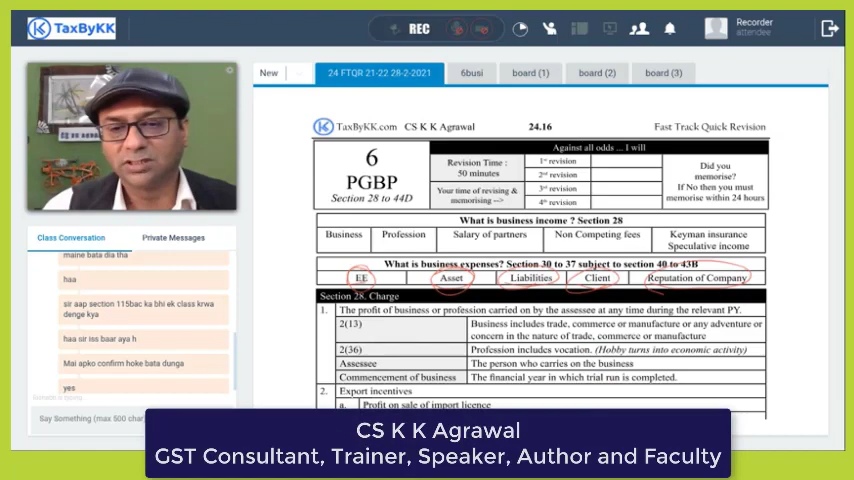 TaxByKK
REC
Recorder
attendee
New
24 FTQR 21-22 28-2-2021
6busi
board (1)
board (2)
board (3)
TaxByKK.com CS K K Agrawal
24.16
Fast Track Quick Revision
6
PGBP
Section 28 to 44D
Against all odds ... I will
Revision Time :
50 minutes
Your time of revising &
memorising -->
1st revision
2nd revision
3rd revision
4th revision
Did you
memorise?
If No then you must
memorise within 24 hours
What is business income ? Section 28
Business
Profession
Salary of partners
Non Competing fees
Keyman insurance
Speculative income
What is business expenses? Section 30 to 37 subject to section 40 to 43B
EE
Asset
Liabilities
Client
Reputation of Company
Section 28. Charge
1. The profit of business or profession carried on by the assessee at any time during the relevant PY.
2(13) Business includes trade, commerce or manufacture or any adventure or
concern in the nature of trade, commerce or manufacture
2(36) Profession includes vocation. (Hobby turns into economic activity)
Assessee The person who carries on the business
Commencement of business The financial year in which trial run is completed.
2. Export incentives
a. Profit on sale of import licence
Class Conversation
Private Messages
maine bata dia tha
haa
sir aap section 115bac ka bhi ek class krwa
denge kya
haa sir iss baar aya h
Mai apko confirm hoke bata dunga
yes
Say Something (max 500 char
CS K K Agrawal
GST Consultant, Trainer, Speaker, Author and Faculty